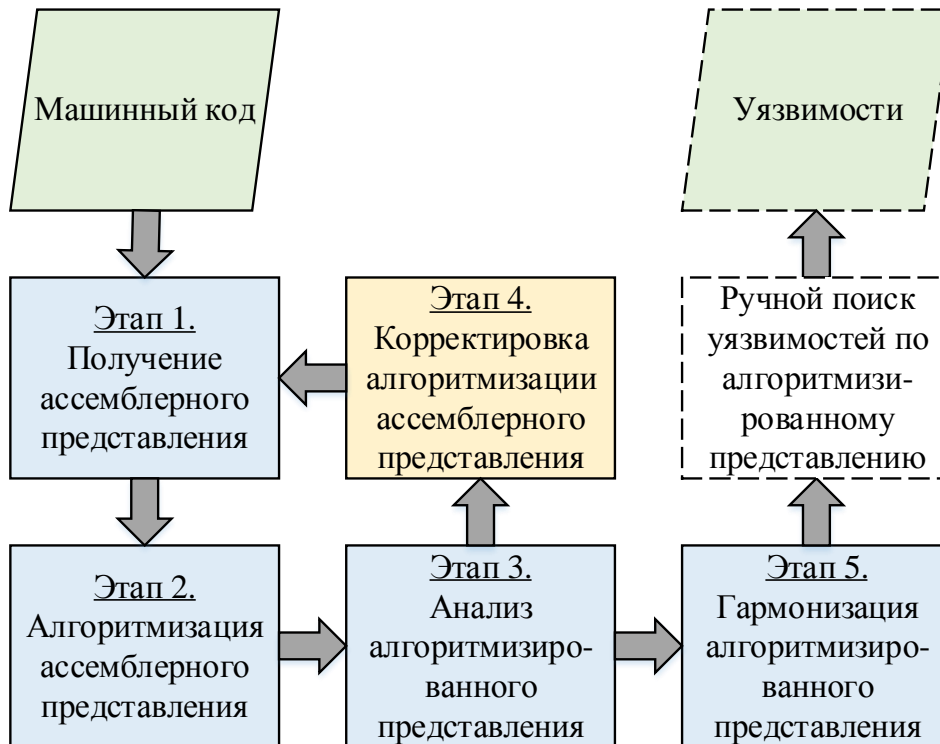 Машинный код
Уязвимости
Этап 1.
Получение
ассемблерного
представления
Этап 4.
Корректировка
алгоритмизации
ассемблерного
представления
Ручной поиск
уязвимостей по
алгоритмизи-
рованному
представлению
Этап 2.
Алгоритмизация
ассемблерного
представления
Этап 3.
Анализ
алгоритмизиро-
ванного
представления
Этап 5.
Гармонизация
алгоритмизиро-
ванного
представления